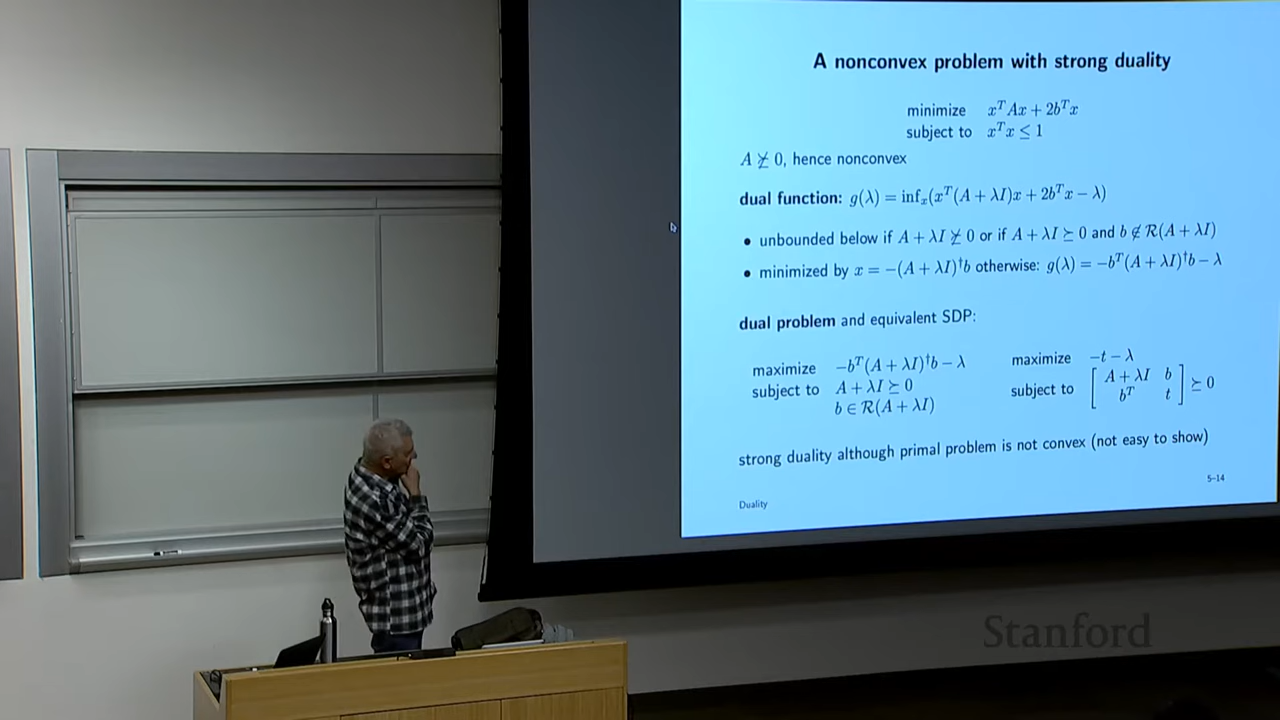 A nonconvex problem with strong duality
minimize x^T Ax + 2b^T x
subject to x^T x ≤ 1
A ⋡ 0, hence nonconvex
dual function: g(λ) = inf_x(x^T(A + λI)x + 2b^T x − λ)
• unbounded below if A + λI ⋡ 0 or if A + λI ⪰ 0 and b ∉ R(A + λI)
• minimized by x = −(A + λI)^†b otherwise: g(λ) = −b^T(A + λI)^†b − λ
dual problem and equivalent SDP:
maximize −b^T(A + λI)^†b − λ
subject to A + λI ⪰ 0
b ∈ R(A + λI)
maximize −t − λ
subject to [ A + λI b
b^T t ] ⪰ 0
strong duality although primal problem is not convex (not easy to show)
Duality
5–14
Stanford